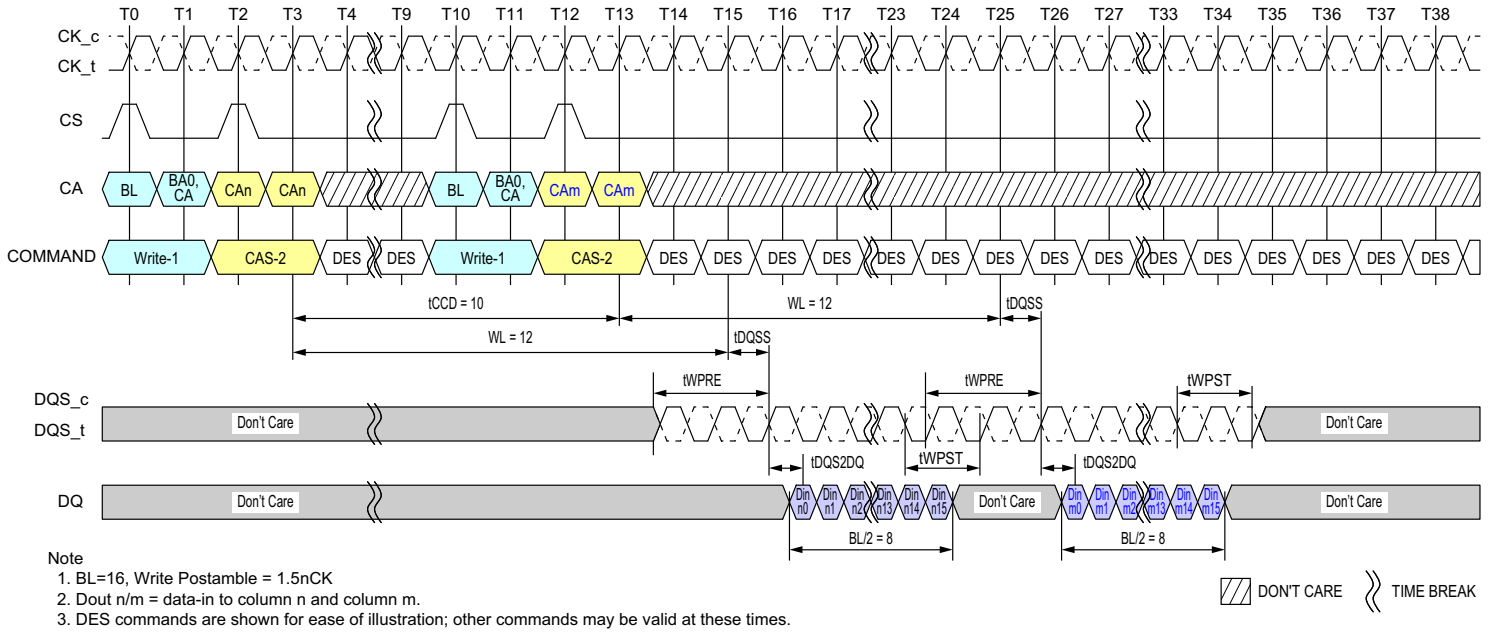 T0 T1 T2 T3 T4 T9 T10 T11 T12 T13 T14 T15 T16 T17 T23 T24 T25 T26 T27 T33 T34 T35 T36 T37 T38
CK_c
CK_t
CS
CA BL BA0, CA CAn CAn BL BA0, CA CAm CAm
COMMAND Write-1 CAS-2 DES DES Write-1 CAS-2 DES DES DES DES DES DES DES DES DES DES DES DES DES DES DES
tCCD = 10 WL = 12 tDQSS
WL = 12 tDQSS
tWPRE tWPRE tWPST
DQS_c
DQS_t Don't Care Don't Care
tDQS2DQ tWPST tDQS2DQ
DQ Don't Care Din n0 Din n1 Din n2 Din n13 Din n14 Din n15 Don't Care Din m0 Din m1 Din m2 Din m13 Din m14 Din m15 Don't Care
BL/2 = 8 BL/2 = 8
Note
1. BL=16, Write Postamble = 1.5nCK
2. Dout n/m = data-in to column n and column m.
3. DES commands are shown for ease of illustration; other commands may be valid at these times.
DON'T CARE TIME BREAK